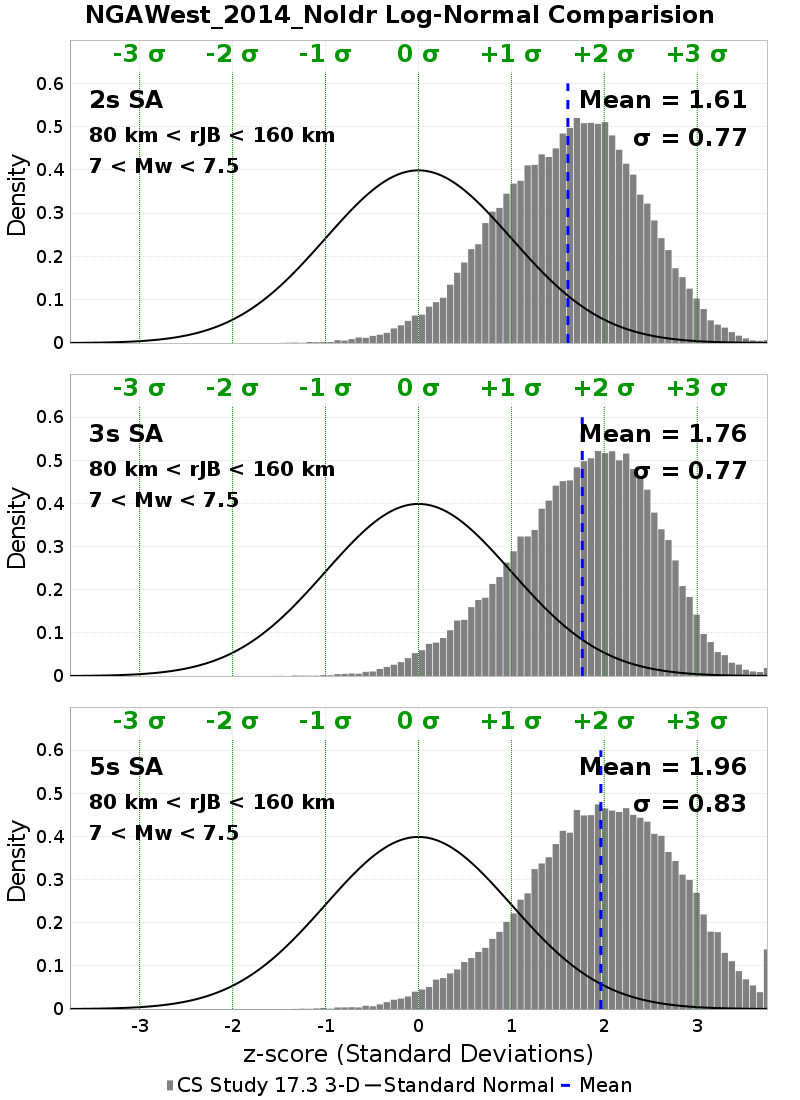 NGAWest_2014_NoIdr Log-Normal Comparision
-3 σ -2 σ -1 σ 0 σ +1 σ +2 σ +3 σ
0.6
2s SA Mean = 1.61
0.5
80 km < rJB < 160 km σ = 0.77
7 < Mw < 7.5
0.4
Density
0.3
0.2
0.1
0
-3 σ -2 σ -1 σ 0 σ +1 σ +2 σ +3 σ
0.6
3s SA Mean = 1.76
0.5
80 km < rJB < 160 km σ = 0.77
7 < Mw < 7.5
0.4
Density
0.3
0.2
0.1
0
-3 σ -2 σ -1 σ 0 σ +1 σ +2 σ +3 σ
0.6
5s SA Mean = 1.96
0.5
80 km < rJB < 160 km σ = 0.83
7 < Mw < 7.5
0.4
Density
0.3
0.2
0.1
0
-3 -2 -1 0 1 2 3
z-score (Standard Deviations)
CS Study 17.3 3-D Standard Normal Mean